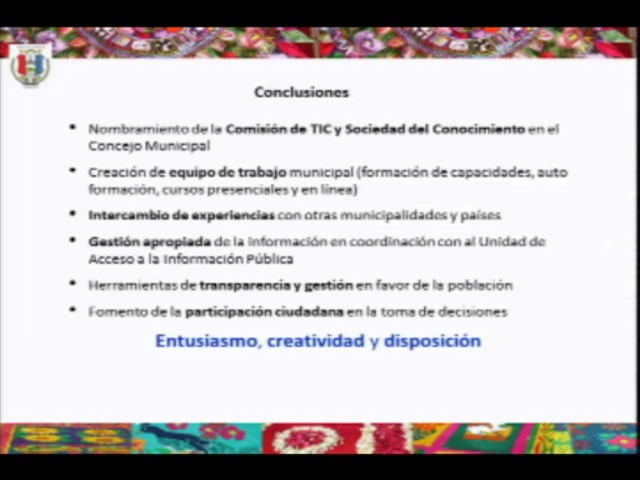 Conclusiones
• Nombramiento de la Comisión de TIC y Sociedad del Conocimiento en el
Concejo Municipal
• Creación de equipo de trabajo municipal (formación de capacidades, auto
formación, cursos presenciales y en línea)
• Intercambio de experiencias con otras municipalidades y países
• Gestión apropiada de la información en coordinación con al Unidad de
Acceso a la Información Pública
• Herramientas de transparencia y gestión en favor de la población
• Fomento de la participación ciudadana en la toma de decisiones
Entusiasmo, creatividad y disposición